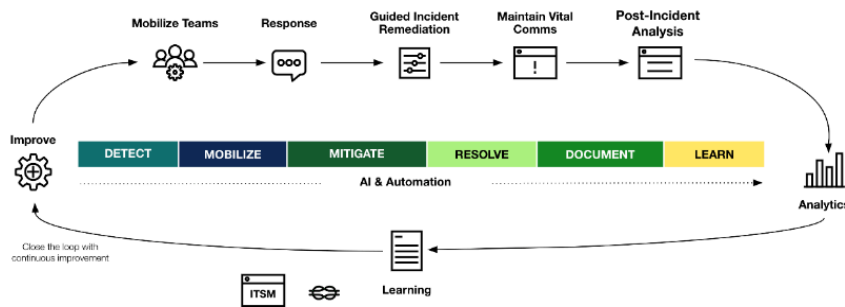 Mobilize Teams
Response
Guided Incident
Remediation
Maintain Vital
Comms
Post-Incident
Analysis
Improve
DETECT
MOBILIZE
MITIGATE
RESOLVE
DOCUMENT
LEARN
AI & Automation
Analytics
Close the loop with
continuous improvement
Learning
ITSM